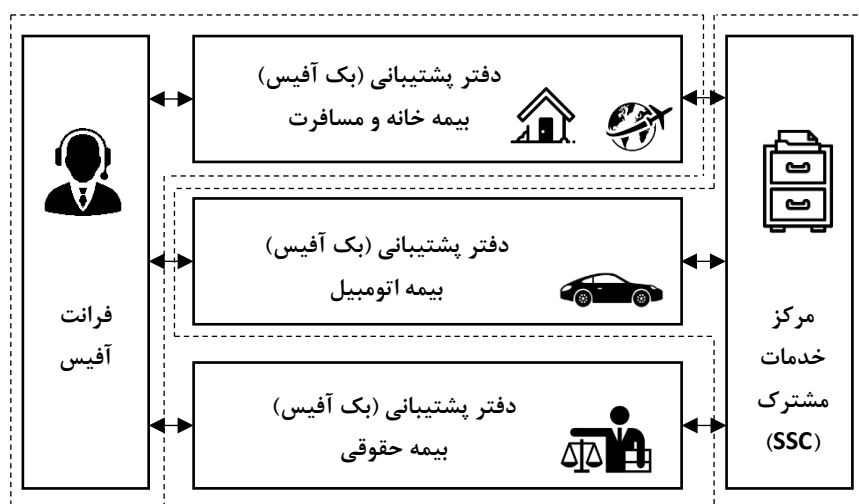 دفتر پشتیبانی (بک آفیس)
بیمه خانه و مسافرت
دفتر پشتیبانی (بک آفیس)
بیمه اتومبیل
دفتر پشتیبانی (بک آفیس)
بیمه حقوقی
فرانت
آفیس
مرکز
خدمات
مشترک
(SSC)